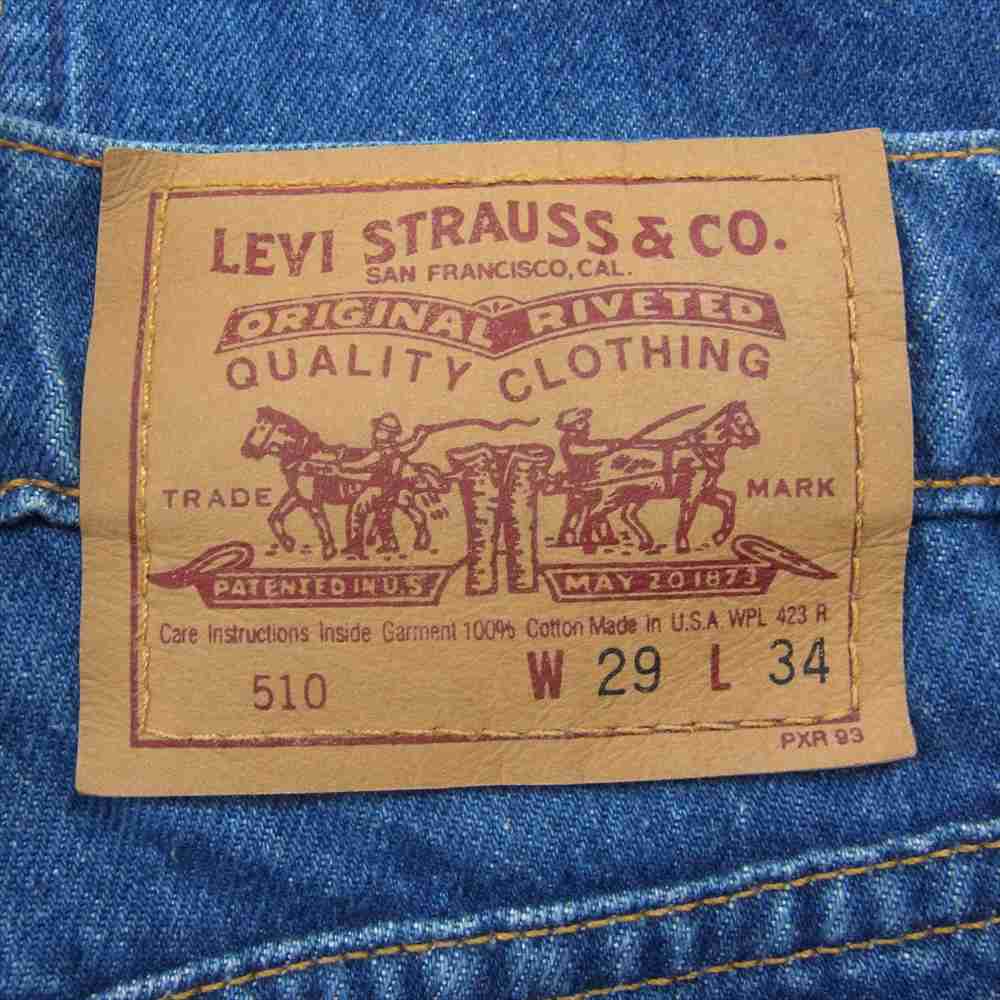 LEVI STRAUSS & CO.
SAN FRANCISCO, CAL.
ORIGINAL RIVETED
QUALITY CLOTHING
TRADE MARK
PATENTED IN U.S. MAY 20 1873
Care Instructions Inside Garment 100% Cotton Made in U.S.A WPL 423 R
510 W 29 L 34
PXR 93